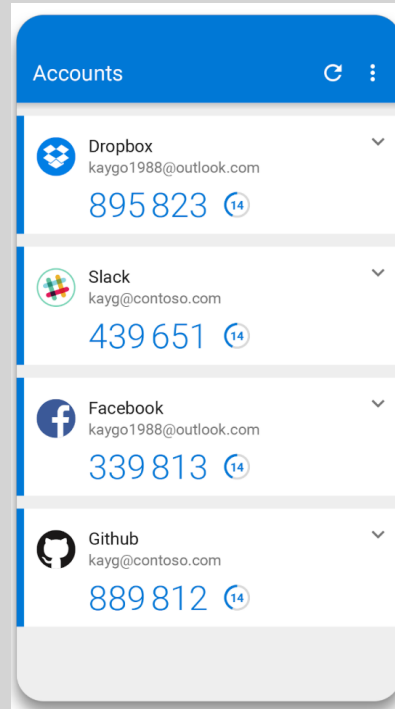 Accounts
Dropbox
kaygo1988@outlook.com
895 823 14
Slack
kayg@contoso.com
439 651 14
Facebook
kaygo1988@outlook.com
339 813 14
Github
kayg@contoso.com
889 812 14